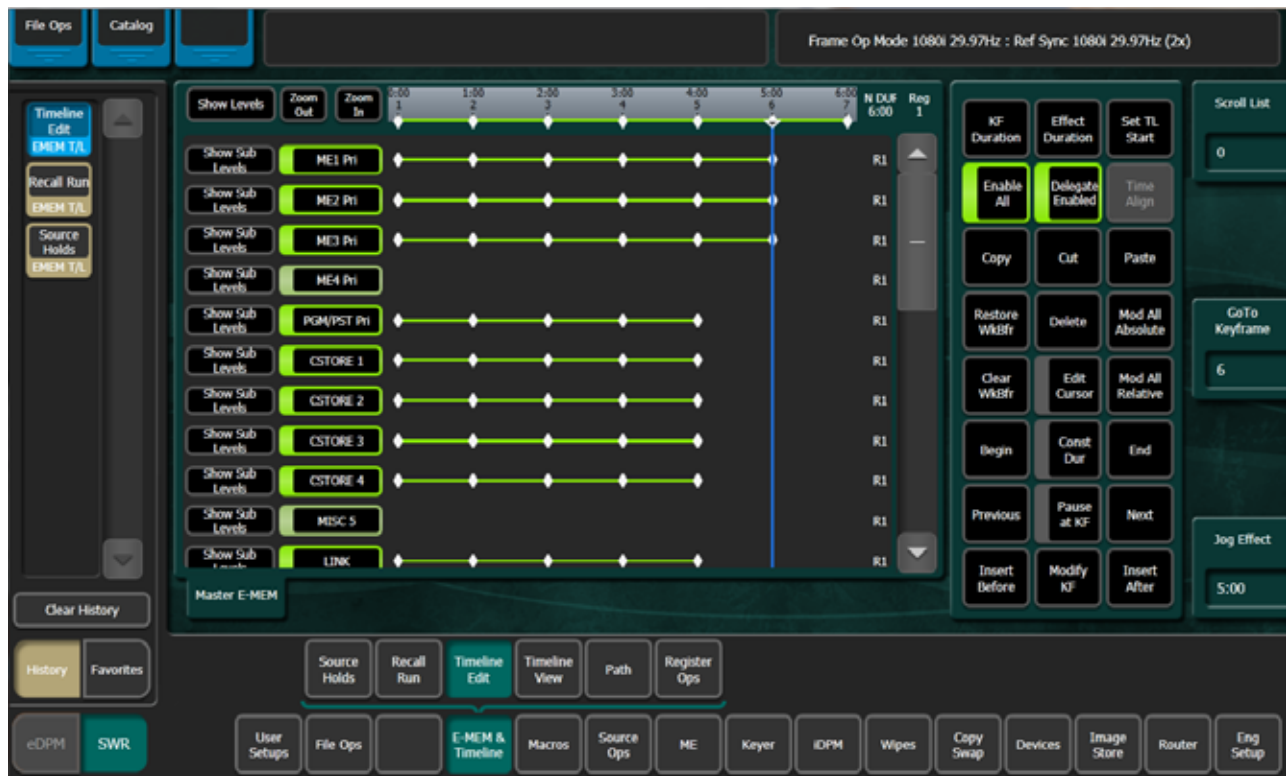 File Ops
Catalog
Frame Op Mode 1080i 29.97Hz : Ref Sync 1080i 29.97Hz (2x)
Timeline
Edit
EMEM T/L
Recall Run
EMEM T/L
Source
Holds
EMEM T/L
Clear History
History
Favorites
eDPM
SWR
Show Levels
Zoom
Out
Zoom
In
0:00 1:00 2:00 3:00 4:00 5:00 6:00
1 2 3 4 5 6 7
N DUR
6:00
Reg
1
Show Sub
Levels
ME1 Pri
R1
Show Sub
Levels
ME2 Pri
R1
Show Sub
Levels
ME3 Pri
R1
Show Sub
Levels
ME4 Pri
R1
Show Sub
Levels
PGM/PST Pri
R1
Show Sub
Levels
CSTORE 1
R1
Show Sub
Levels
CSTORE 2
R1
Show Sub
Levels
CSTORE 3
R1
Show Sub
Levels
CSTORE 4
R1
Show Sub
Levels
MISC 5
R1
Show Sub
Levels
LINK
R1
Master E-MEM
KF
Duration
Effect
Duration
Set TL
Start
Enable
All
Delegate
Enabled
Time
Align
Copy
Cut
Paste
Restore
WkBfr
Delete
Mod All
Absolute
Clear
WkBfr
Edit
Cursor
Mod All
Relative
Begin
Const
Dur
End
Previous
Pause
at KF
Next
Insert
Before
Modify
KF
Insert
After
Scroll List
0
GoTo
Keyframe
6
Jog Effect
5:00
Source
Holds
Recall
Run
Timeline
Edit
Timeline
View
Path
Register
Ops
User
Setups
File Ops
E-MEM &
Timeline
Macros
Source
Ops
ME
Keyer
iDPM
Wipes
Copy
Swap
Devices
Image
Store
Router
Eng
Setup